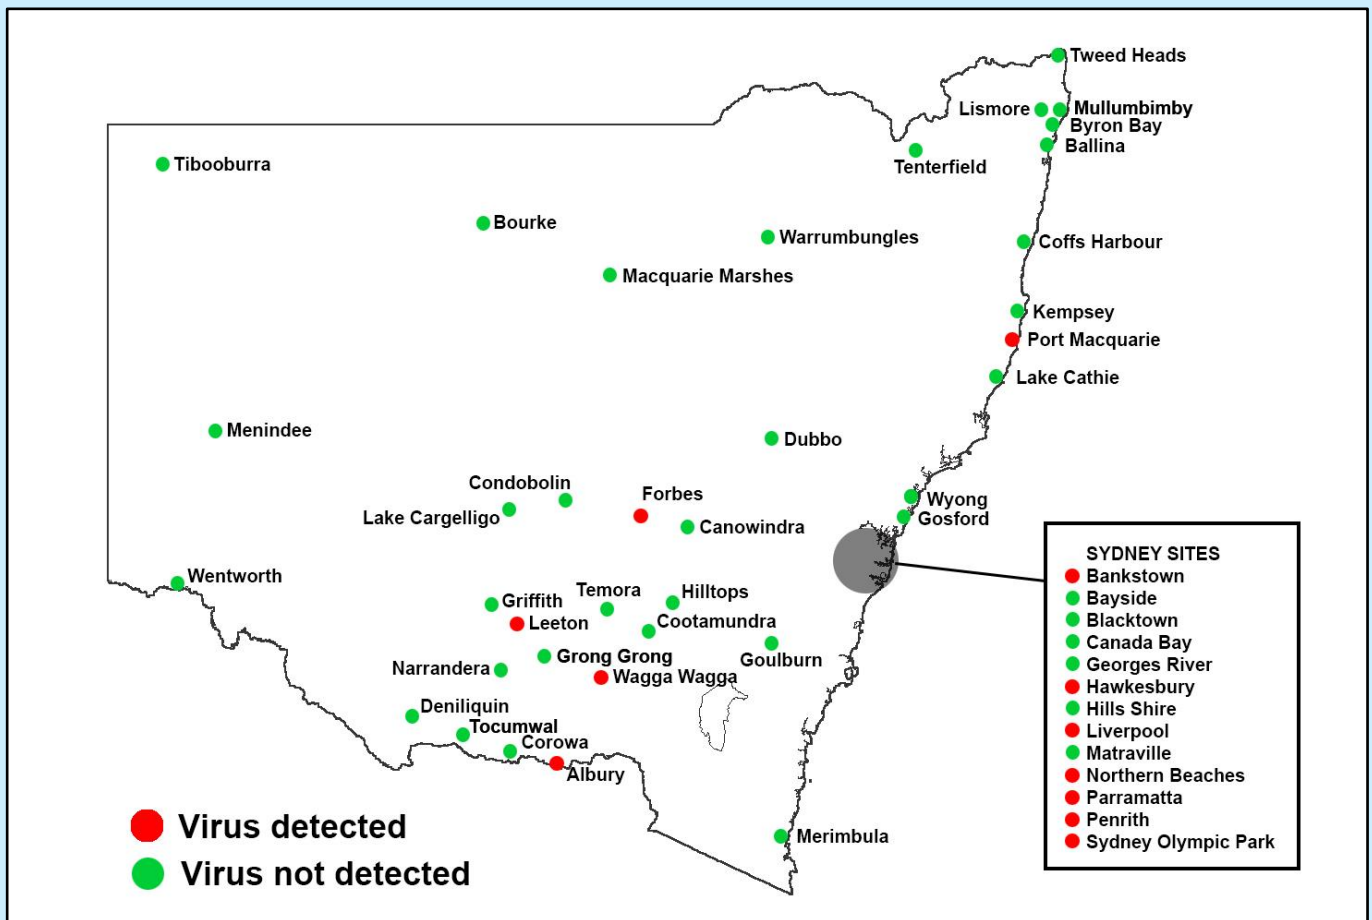 Tweed Heads
Lismore
Mullumbimby
Byron Bay
Ballina
Tenterfield
Tibooburra
Bourke
Warrumbungles
Coffs Harbour
Macquarie Marshes
Kempsey
Port Macquarie
Lake Cathie
Menindee
Dubbo
Condobolin
Forbes
Wyong
Lake Cargelligo
Gosford
Canowindra
Wentworth
Temora
Hilltops
Griffith
Leeton
Cootamundra
Grong Grong
Goulburn
Narrandera
Wagga Wagga
Deniliquin
Tocumwal
Corowa
Albury
Merimbula
SYDNEY SITES
Bankstown
Bayside
Blacktown
Canada Bay
Georges River
Hawkesbury
Hills Shire
Liverpool
Matraville
Northern Beaches
Parramatta
Penrith
Sydney Olympic Park
Virus detected
Virus not detected